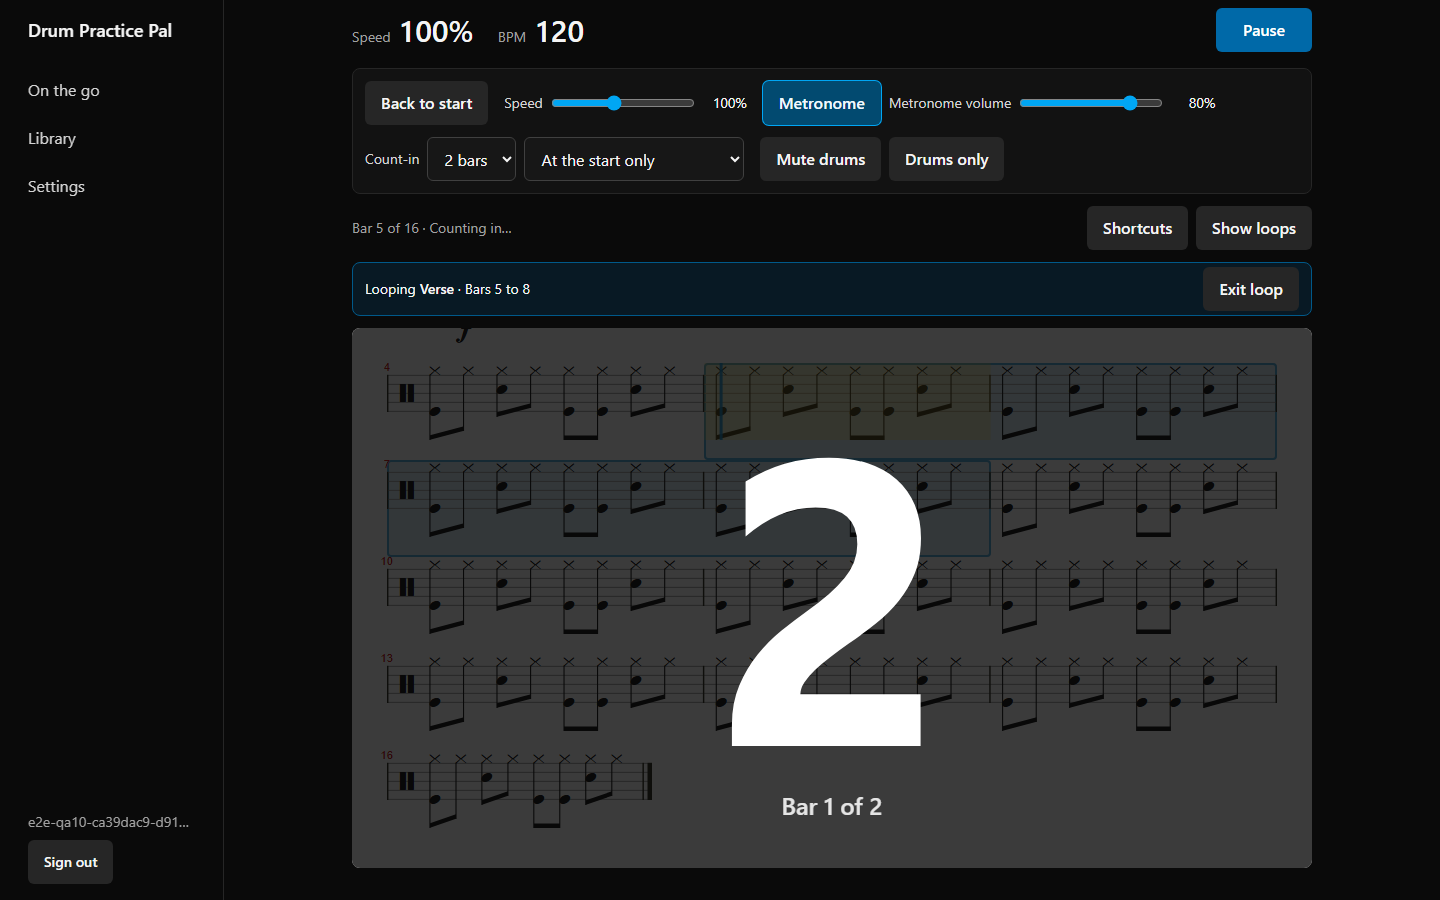 Drum Practice Pal
On the go
Library
Settings
e2e-qa10-ca39dac9-d91...
Sign out
Speed 100% BPM 120
Pause
Back to start
Speed
100%
Metronome
Metronome volume
80%
Count-in
2 bars
At the start only
Mute drums
Drums only
Bar 5 of 16 · Counting in...
Shortcuts
Show loops
Looping Verse · Bars 5 to 8
Exit loop
4
7
10
13
16
2
Bar 1 of 2